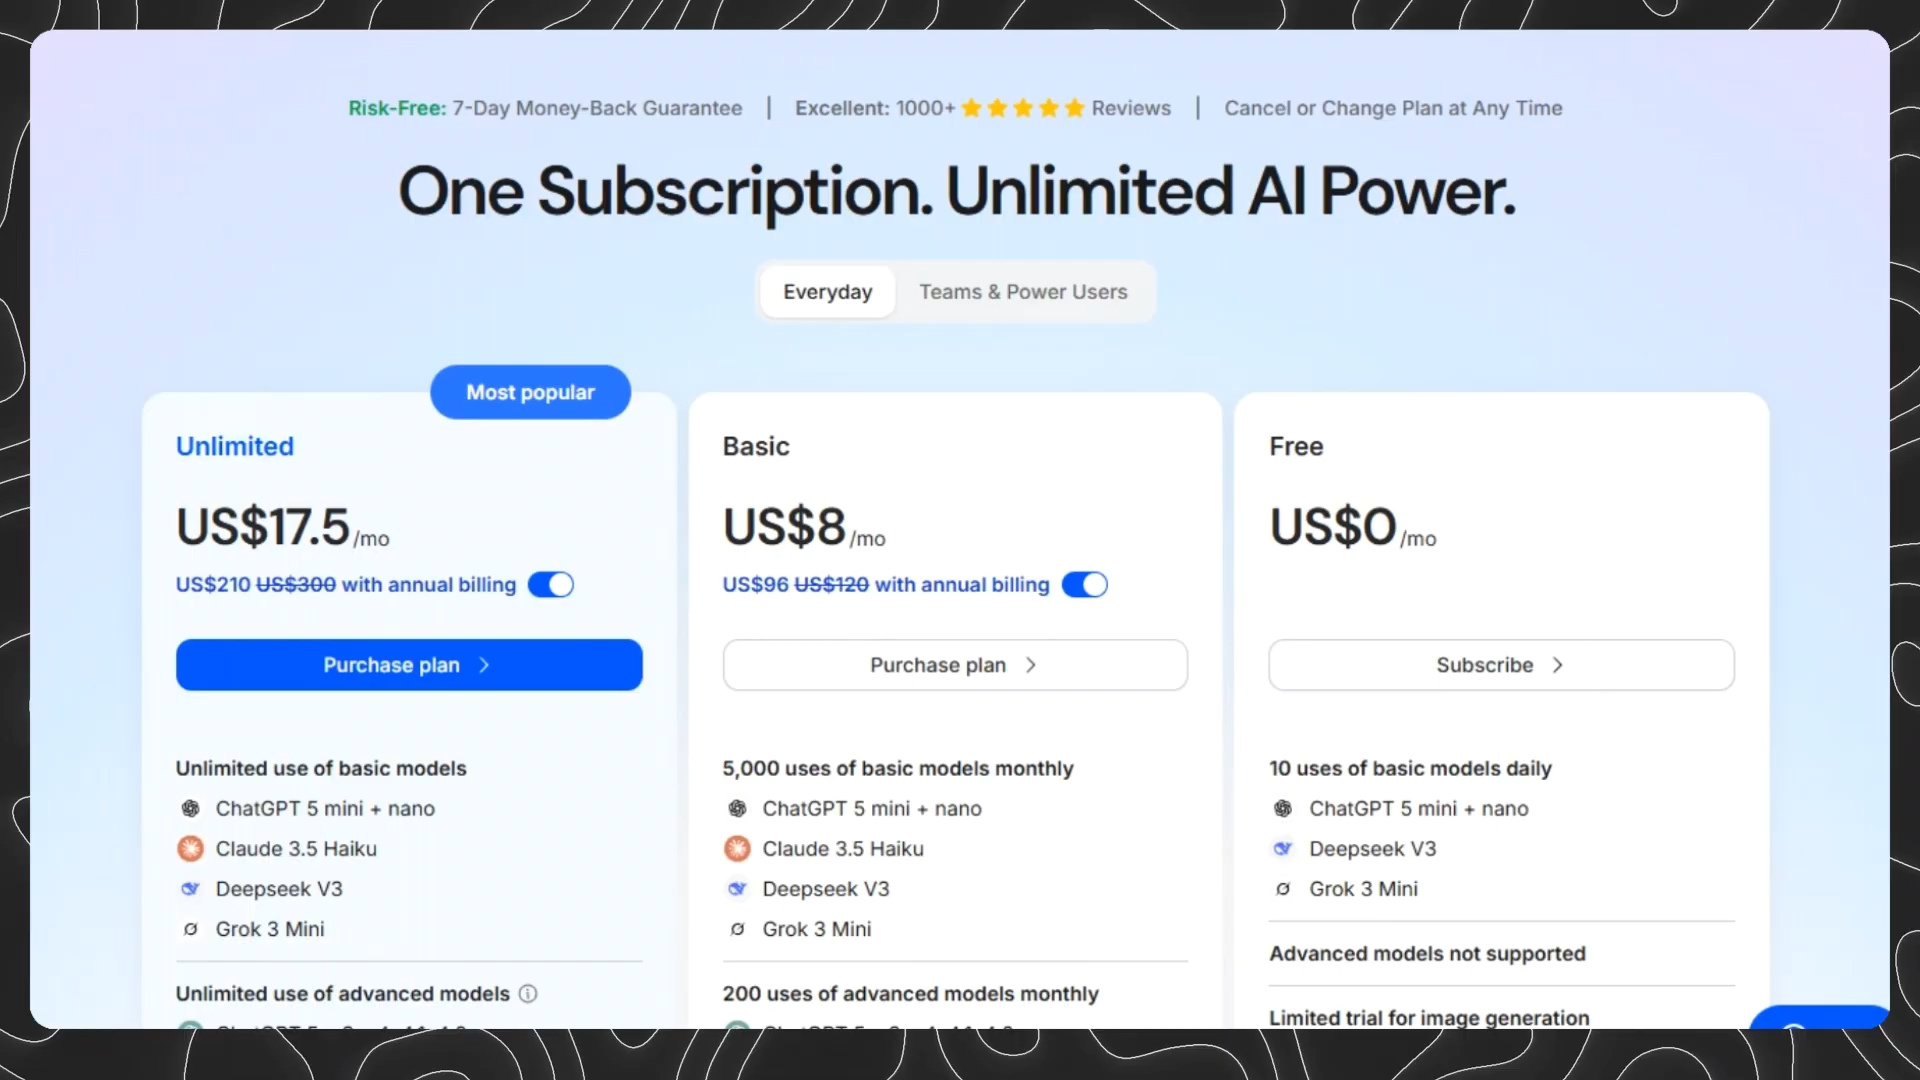 Risk-Free: 7-Day Money-Back Guarantee | Excellent: 1000+ Reviews | Cancel or Change Plan at Any Time
One Subscription. Unlimited AI Power.
Everyday Teams & Power Users
Most popular
Unlimited
US$17.5/mo
US$210 US$300 with annual billing
Purchase plan
Unlimited use of basic models
ChatGPT 5 mini + nano
Claude 3.5 Haiku
Deepseek V3
Grok 3 Mini
Unlimited use of advanced models
Basic
US$8/mo
US$96 US$120 with annual billing
Purchase plan
5,000 uses of basic models monthly
ChatGPT 5 mini + nano
Claude 3.5 Haiku
Deepseek V3
Grok 3 Mini
200 uses of advanced models monthly
Free
US$0/mo
Subscribe
10 uses of basic models daily
ChatGPT 5 mini + nano
Deepseek V3
Grok 3 Mini
Advanced models not supported
Limited trial for image generation